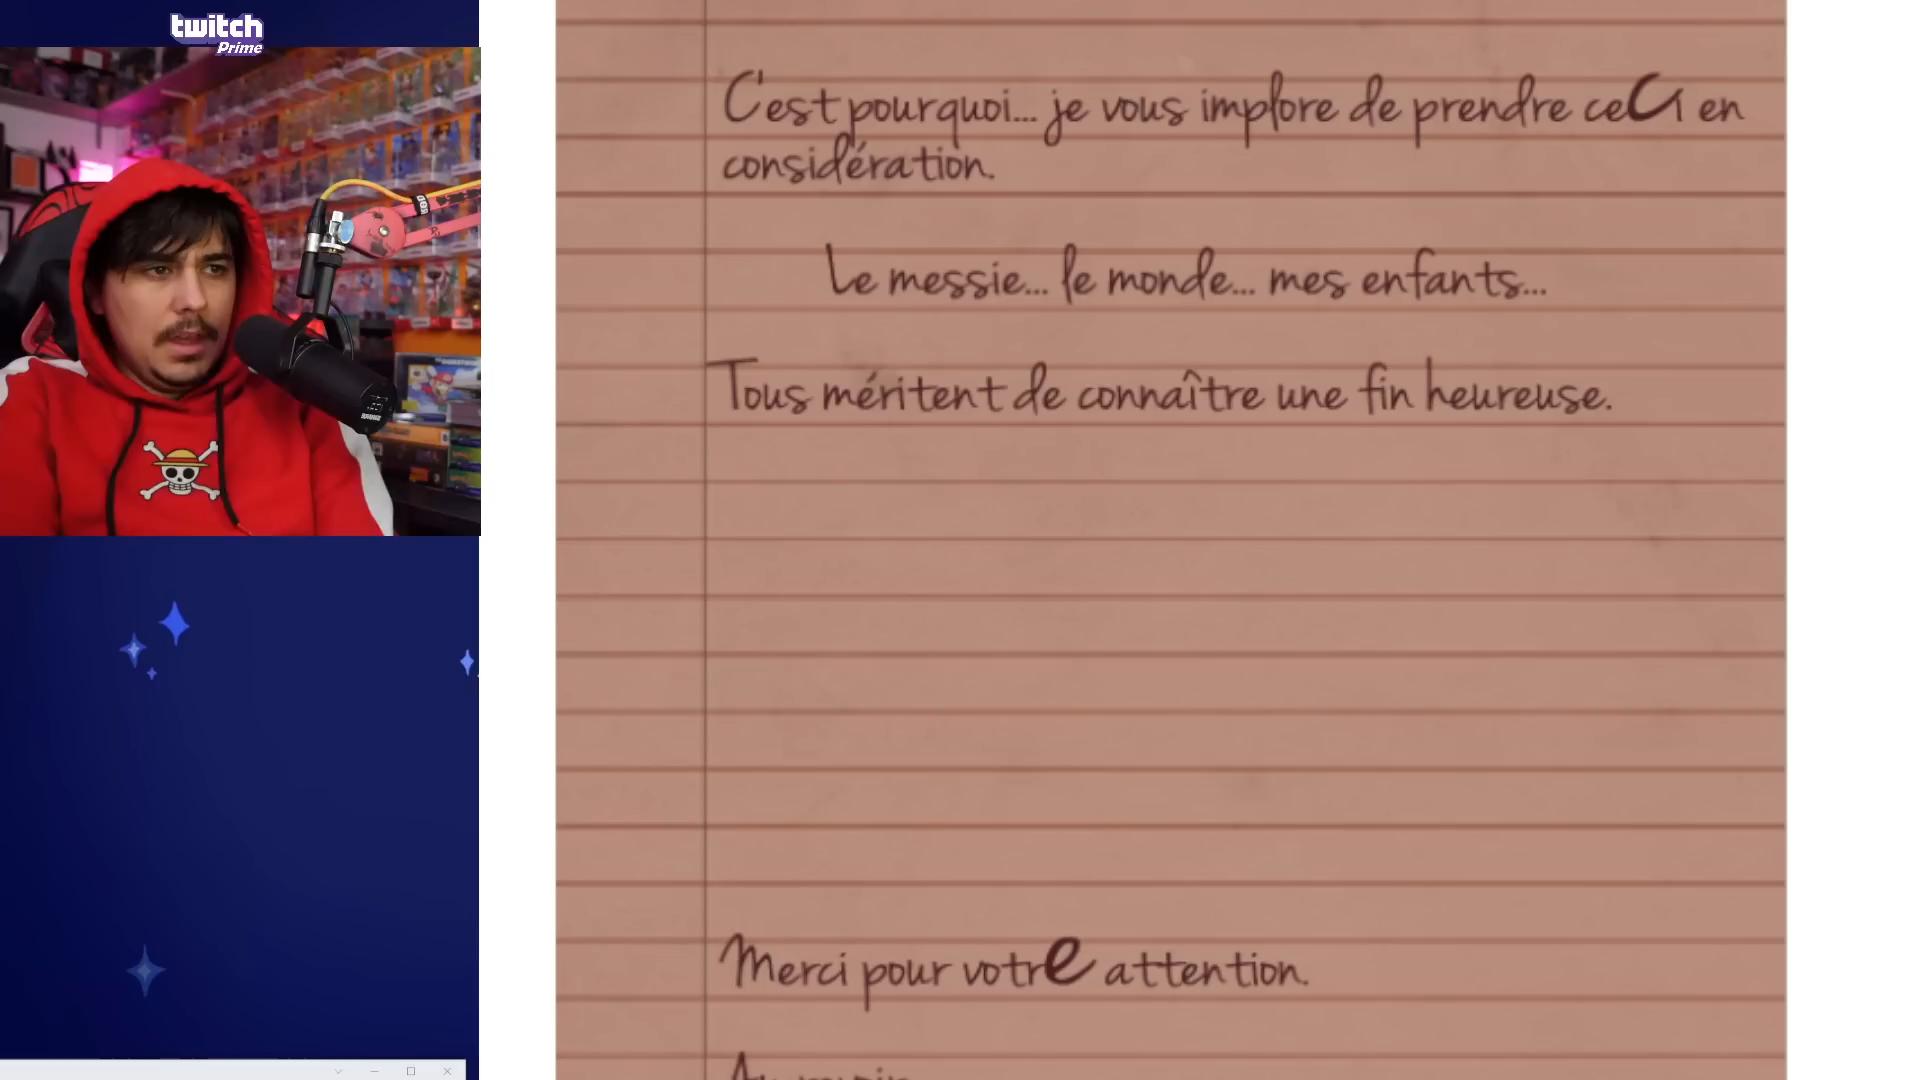 twitch
Prime
C'est pourquoi... je vous implore de prendre ceCi en
considération.
Le messie... le monde... mes enfants...
Tous méritent de connaître une fin heureuse.
Merci pour votre attention.